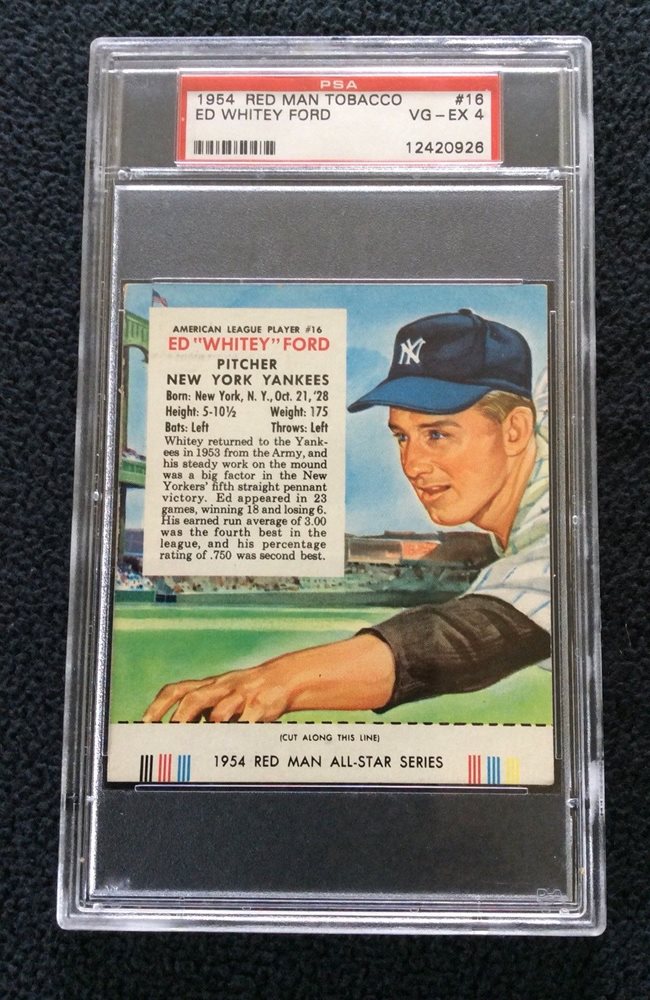 PSA
1954 RED MAN TOBACCO #16
ED WHITEY FORD VG-EX 4
12420926
AMERICAN LEAGUE PLAYER #16
ED "WHITEY" FORD
PITCHER
NEW YORK YANKEES
Born: New York, N. Y., Oct. 21, '28
Height: 5-10½ Weight: 175
Bats: Left Throws: Left
Whitey returned to the Yank-
ees in 1953 from the Army, and
his steady work on the mound
was a big factor in the New
Yorkers' fifth straight pennant
victory. Ed appeared in 23
games, winning 18 and losing 6.
His earned run average of 3.00
was the fourth best in the
league, and his percentage
rating of .750 was second best.
NY
(CUT ALONG THIS LINE)
1954 RED MAN ALL-STAR SERIES
PSA